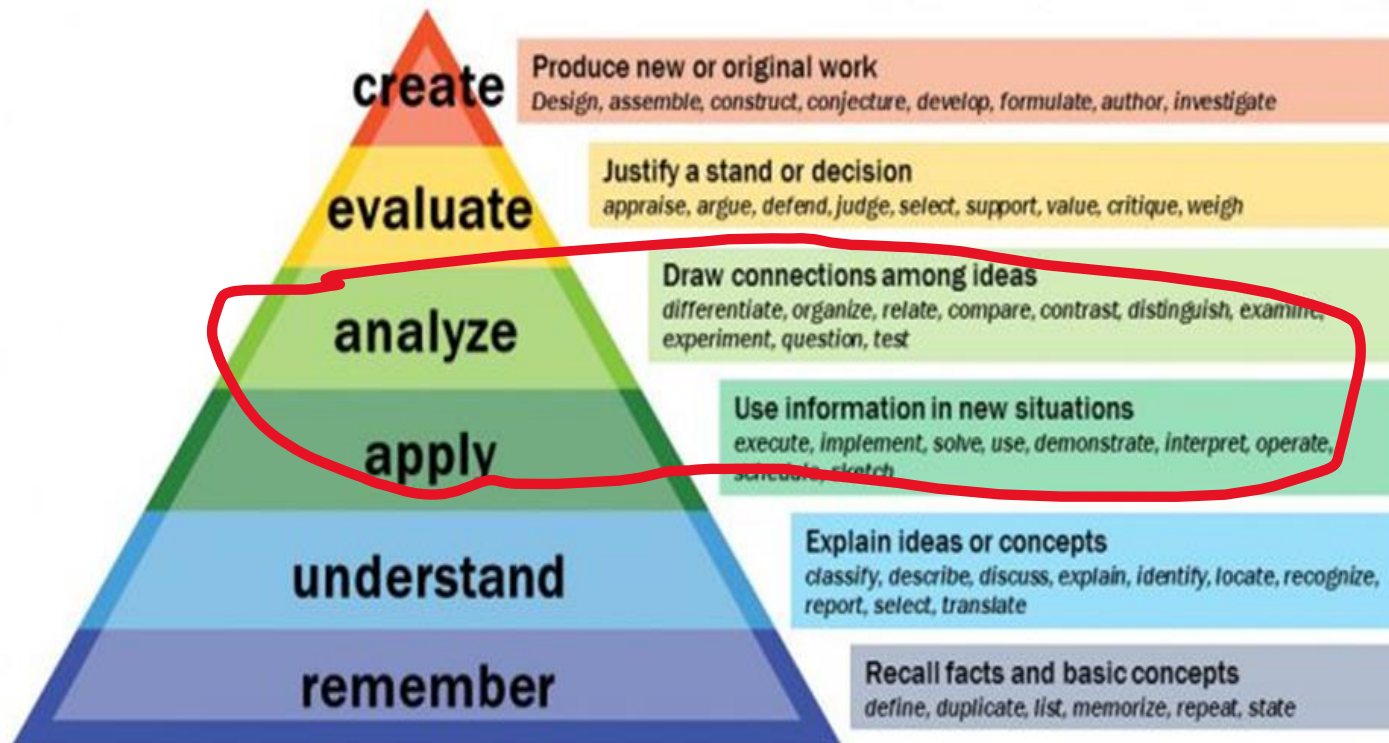 create
Produce new or original work
Design, assemble, construct, conjecture, develop, formulate, author, investigate
evaluate
Justify a stand or decision
appraise, argue, defend, judge, select, support, value, critique, weigh
analyze
Draw connections among ideas
differentiate, organize, relate, compare, contrast, distinguish, examine,
experiment, question, test
apply
Use information in new situations
execute, implement, solve, use, demonstrate, interpret, operate,
schedule, sketch
understand
Explain ideas or concepts
classify, describe, discuss, explain, identify, locate, recognize,
report, select, translate
remember
Recall facts and basic concepts
define, duplicate, list, memorize, repeat, state